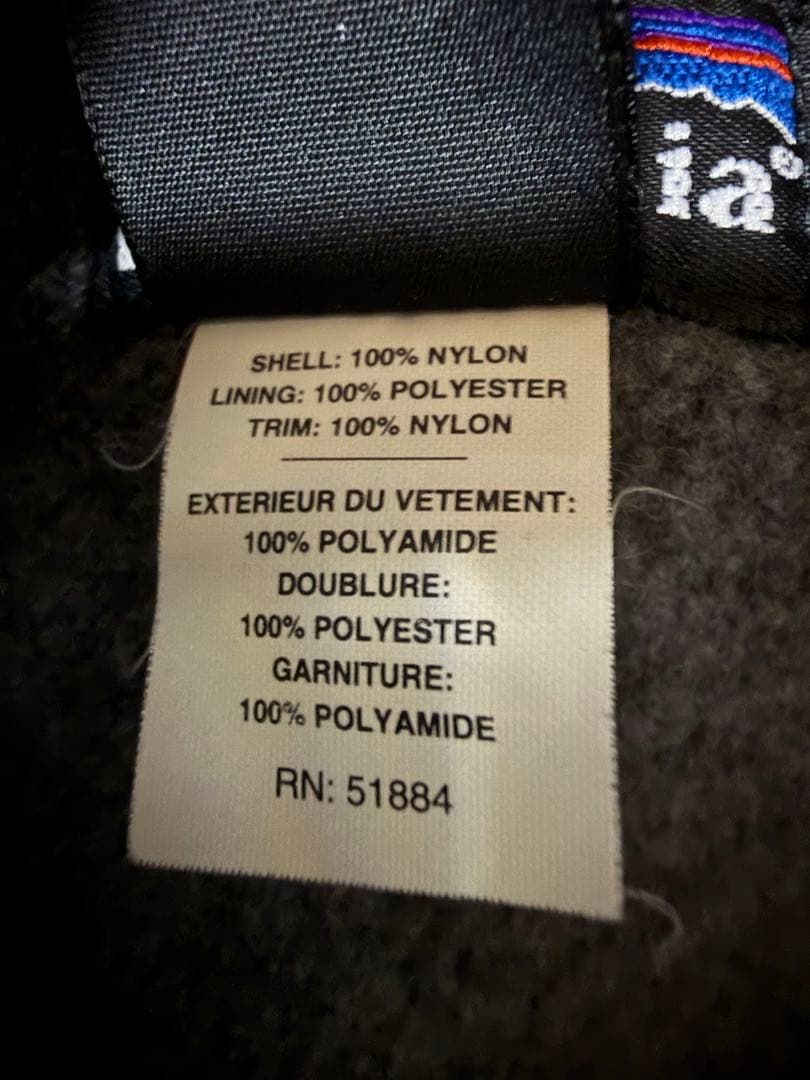 ia®
SHELL: 100% NYLON
LINING: 100% POLYESTER
TRIM: 100% NYLON
EXTERIEUR DU VETEMENT:
100% POLYAMIDE
DOUBLURE:
100% POLYESTER
GARNITURE:
100% POLYAMIDE
RN: 51884